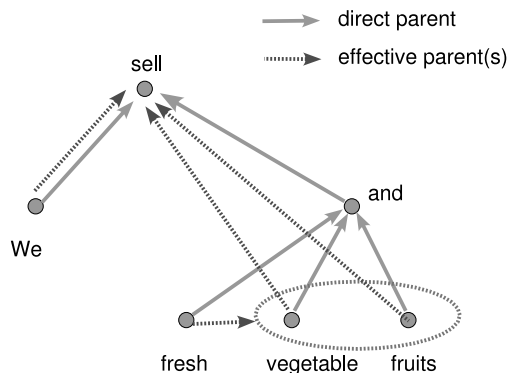 direct parent
effective parent(s)
sell
and
We
fresh vegetable fruits